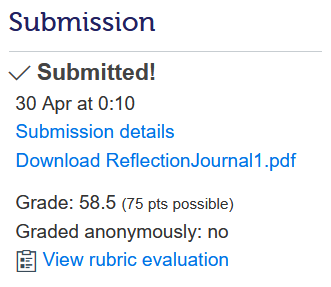 Submission
Submitted!
30 Apr at 0:10
Submission details
Download ReflectionJournal1.pdf
Grade: 58.5 (75 pts possible)
Graded anonymously: no
View rubric evaluation